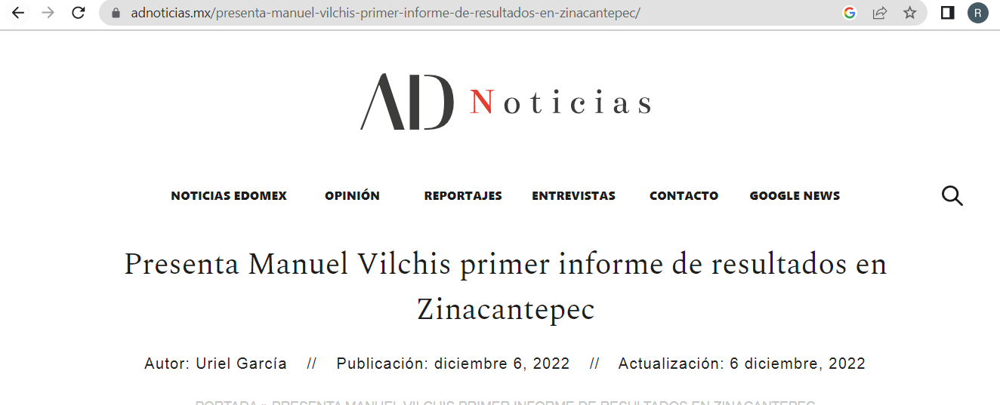 adnoticias.mx/presenta-manuel-vilchis-primer-informe-de-resultados-en-zinacantepec/
R
AD Noticias
NOTICIAS EDOMEX OPINIÓN REPORTAJES ENTREVISTAS CONTACTO GOOGLE NEWS
Presenta Manuel Vilchis primer informe de resultados en
Zinacantepec
Autor: Uriel García // Publicación: diciembre 6, 2022 // Actualización: 6 diciembre, 2022
PORTADA » PRESENTA MANUEL VILCHIS PRIMER INFORME DE RESULTADOS EN ZINACANTEPEC